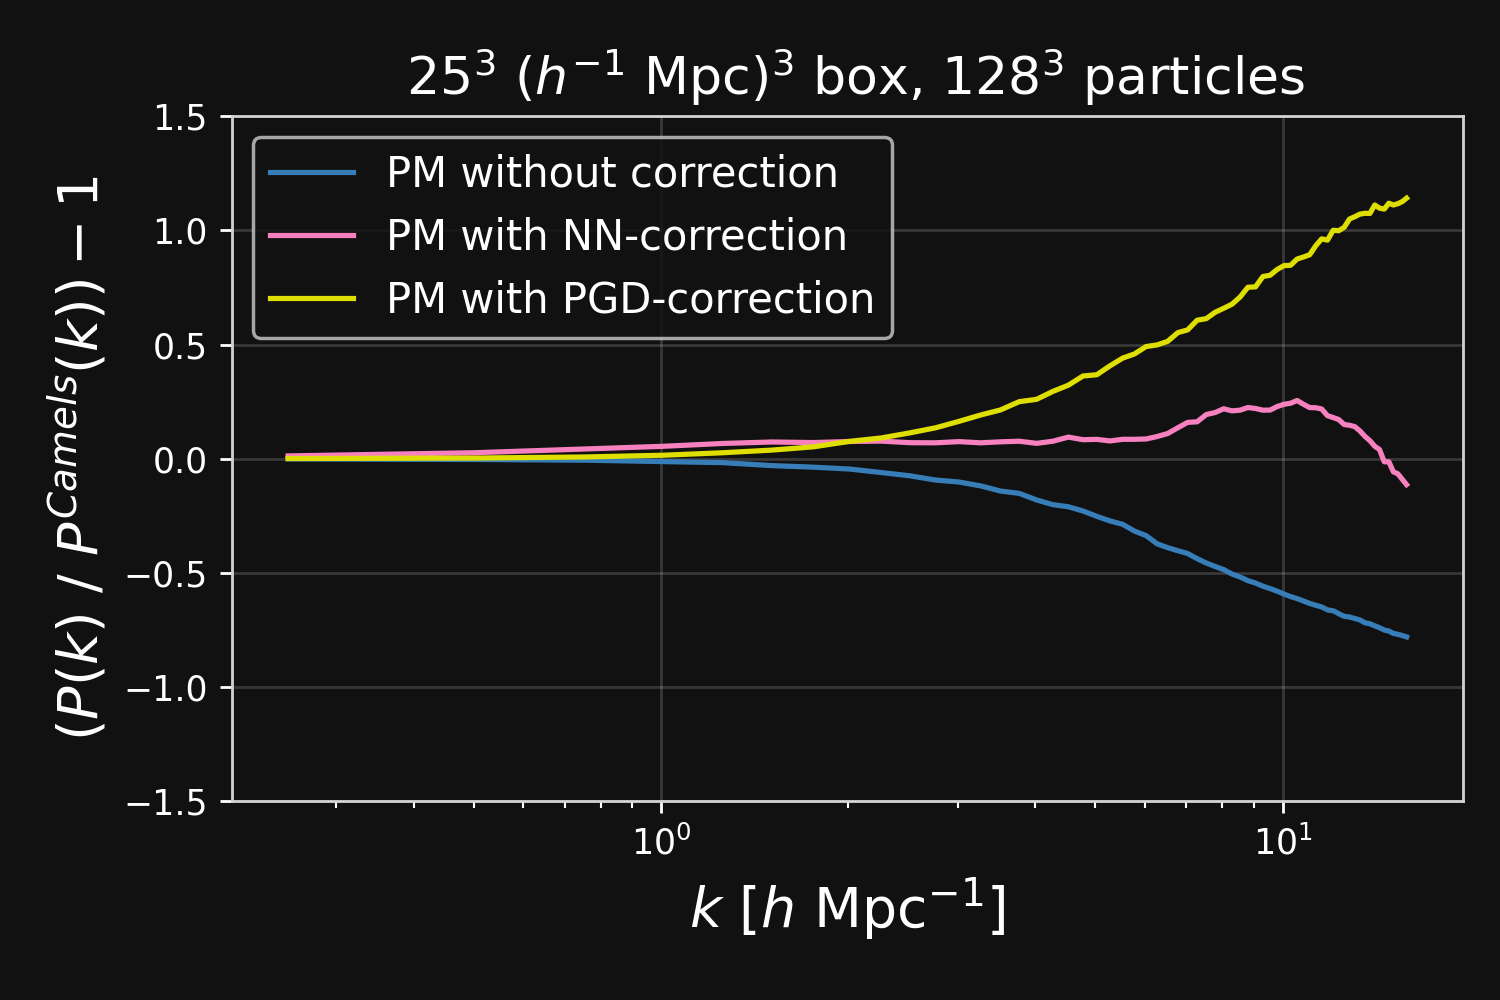 25³ (h⁻¹ Mpc)³ box, 128³ particles
(P(k) / P^Camels(k)) − 1
1.5
1.0
0.5
0.0
−0.5
−1.0
−1.5
PM without correction
PM with NN-correction
PM with PGD-correction
10⁰
10¹
k [h Mpc⁻¹]